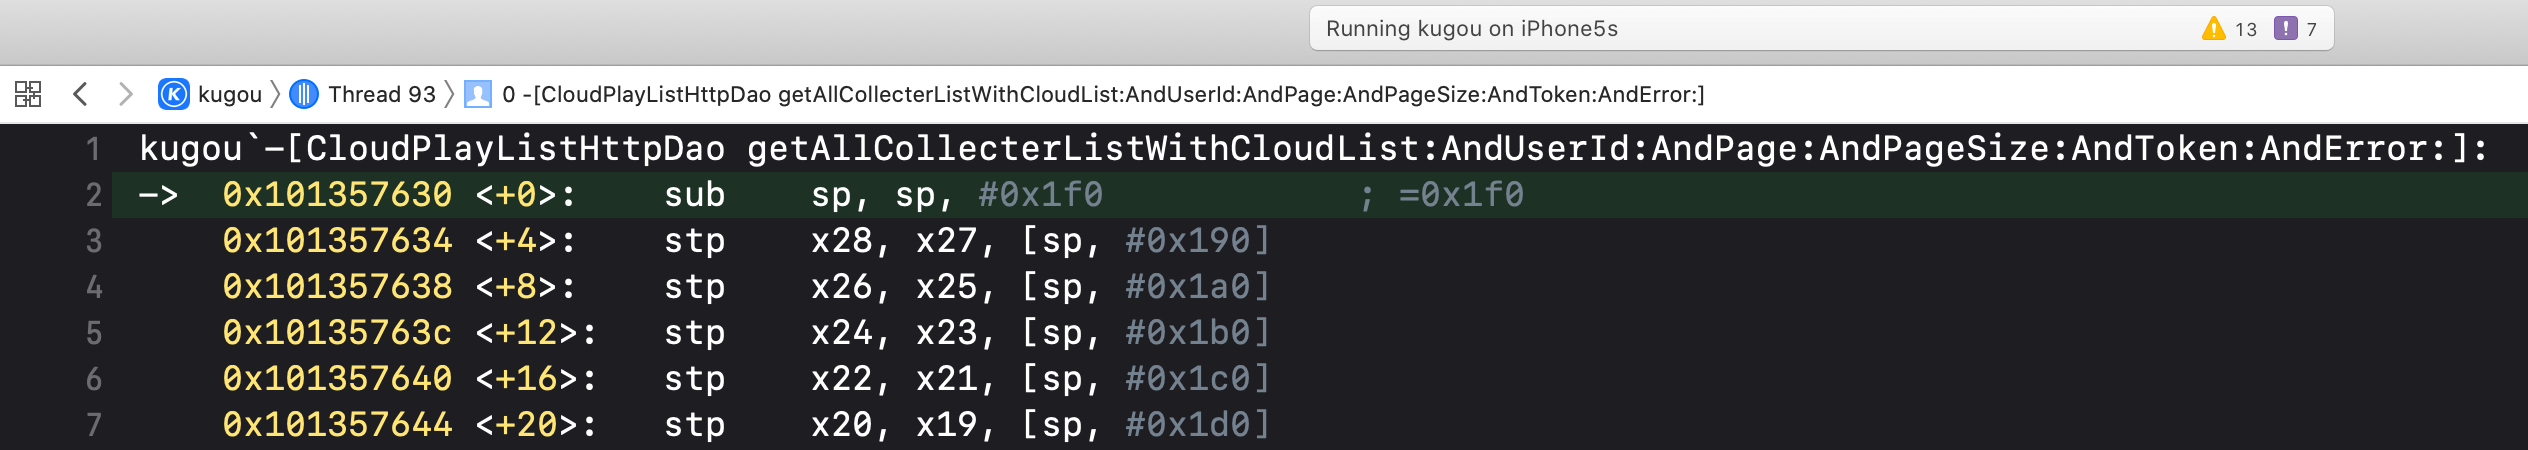 Running kugou on iPhone5s 13 7
kugou Thread 93 0 -[CloudPlayListHttpDao getAllCollecterListWithCloudList:AndUserId:AndPage:AndPageSize:AndToken:AndError:]
1 kugou`-[CloudPlayListHttpDao getAllCollecterListWithCloudList:AndUserId:AndPage:AndPageSize:AndToken:AndError:]:
2 -> 0x101357630 <+0>: sub sp, sp, #0x1f0 ; =0x1f0
3 0x101357634 <+4>: stp x28, x27, [sp, #0x190]
4 0x101357638 <+8>: stp x26, x25, [sp, #0x1a0]
5 0x10135763c <+12>: stp x24, x23, [sp, #0x1b0]
6 0x101357640 <+16>: stp x22, x21, [sp, #0x1c0]
7 0x101357644 <+20>: stp x20, x19, [sp, #0x1d0]